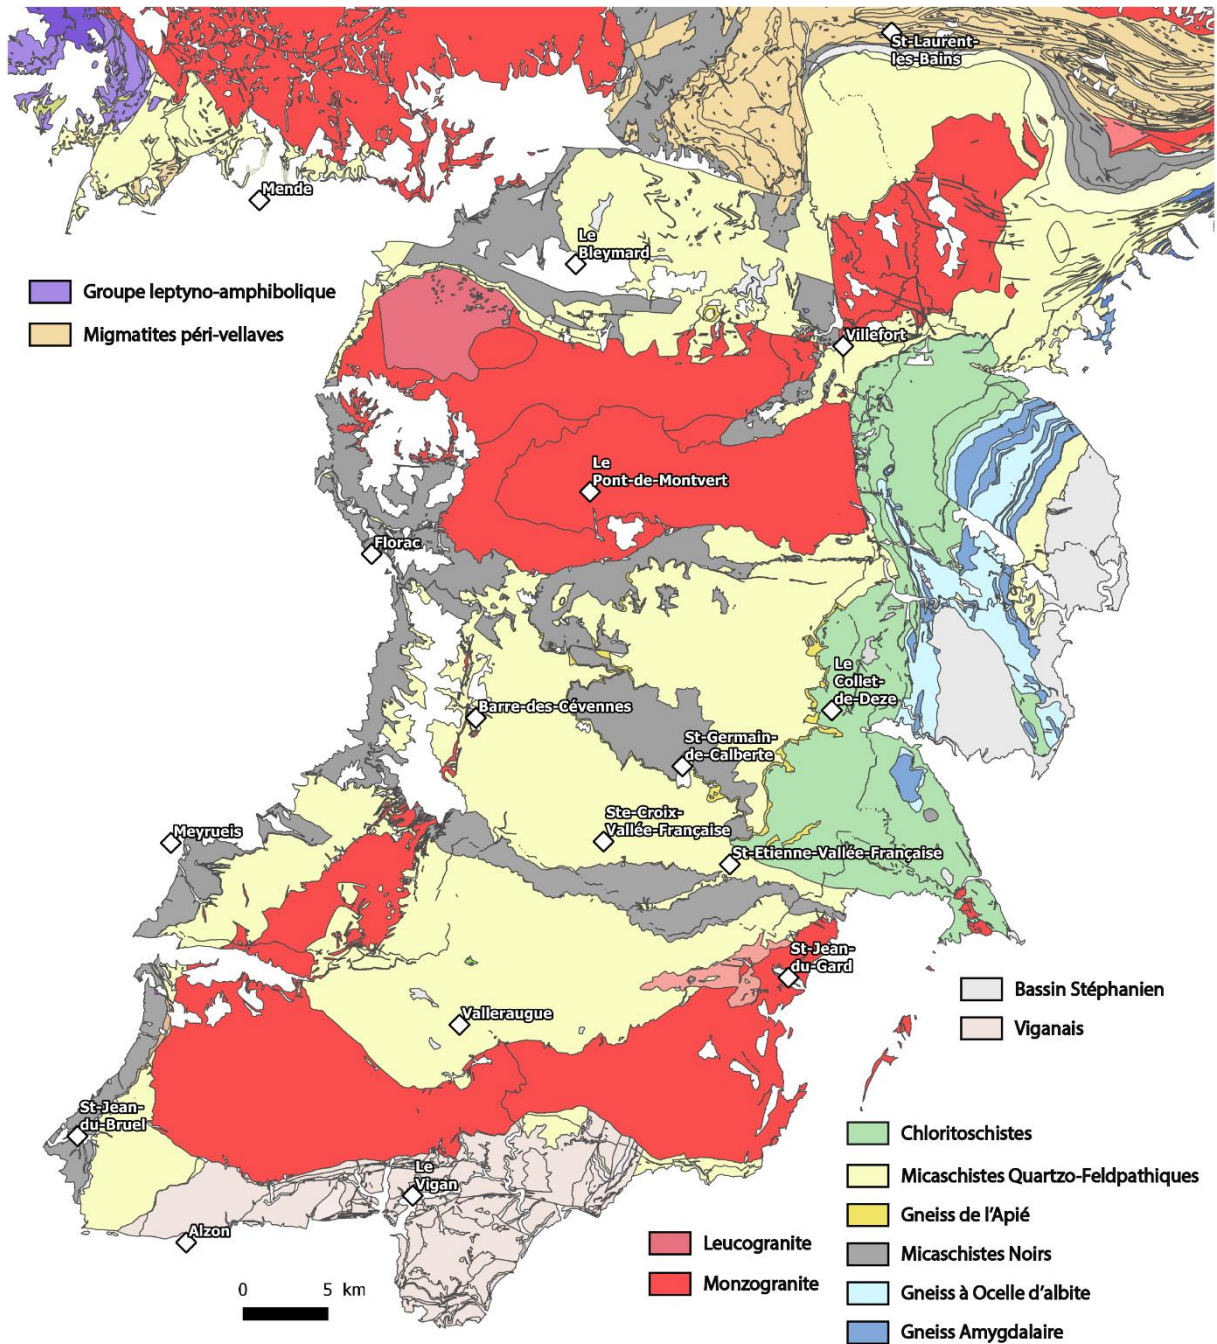 St-Laurent-
les-Bains
Mende
Le
Bleymard
Groupe leptyno-amphibolique
Migmatites péri-vellaves
Villefort
Le
Pont-de-Montvert
Florac
Le
Collet-
de-Deze
Barre-des-Cévennes
St-Germain-
de-Calberte
Ste-Croix-
Vallée-Française
Meyrueis
St-Etienne-Vallée-Française
St-Jean-
du-Gard
Bassin Stéphanien
Viganais
Valleraugue
St-Jean-
du-Bruel
Chloritoschistes
Micaschistes Quartzo-Feldpathiques
Le
Vigan
Gneiss de l'Apié
Alzon
Leucogranite
Micaschistes Noirs
Monzogranite
0 5 km
Gneiss à Ocelle d'albite
Gneiss Amygdalaire